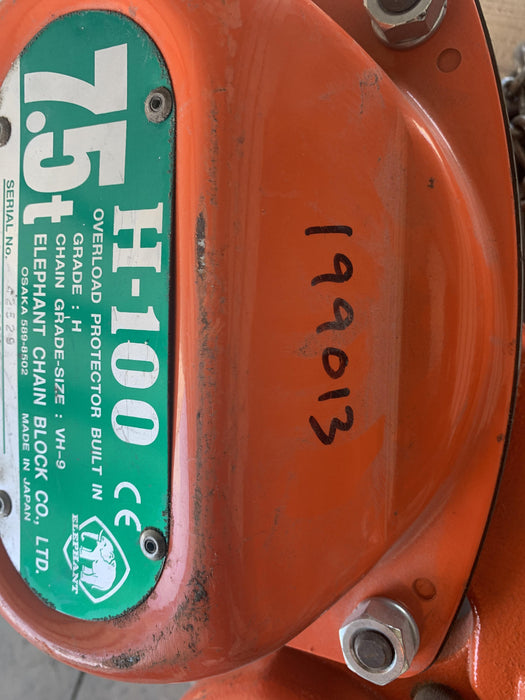 7.5t
H-100
OVERLOAD PROTECTOR BUILT IN
GRADE : H
CHAIN GRADE-SIZE : VH-9
ELEPHANT CHAIN BLOCK CO., LTD.
OSAKA 589-8502 MADE IN JAPAN
SERIAL No.
CE
ELEPHANT
199013